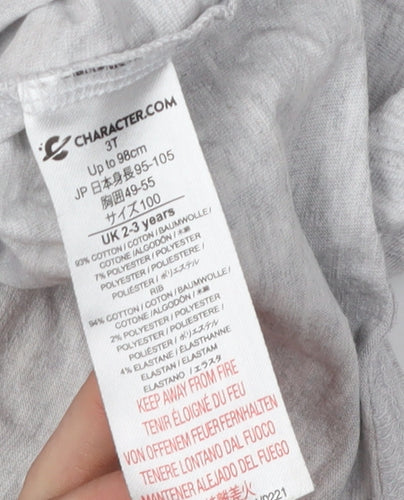 CHARACTER.COM
3T
Up to 98cm
JP 日本身長95-105
胸囲49-55
サイズ100
UK 2-3 years
93% COTTON / COTON / BAUMWOLLE /
COTONE / ALGODÓN / 木綿
7% POLYESTER / POLYESTER /
POLYESTER / POLIESTERE /
POLIÉSTER / ポリエステル
RIB
94% COTTON / COTON / BAUMWOLLE /
COTONE / ALGODÓN / 木綿
2% POLYESTER / POLYESTER /
POLYESTER / POLIESTERE /
POLIÉSTER / ポリエステル
4% ELASTANE / ELASTHANNE
ELASTAN / ELASTAM
ELASTANO / エラスタ
KEEP AWAY FROM FIRE
TENIR ÉLOIGNÉ DU FEU
VON OFFENEM FEUER FERNHALTEN
TENERE LONTANO DAL FUOCO
MANTENER ALEJADO DEL FUEGO
0221